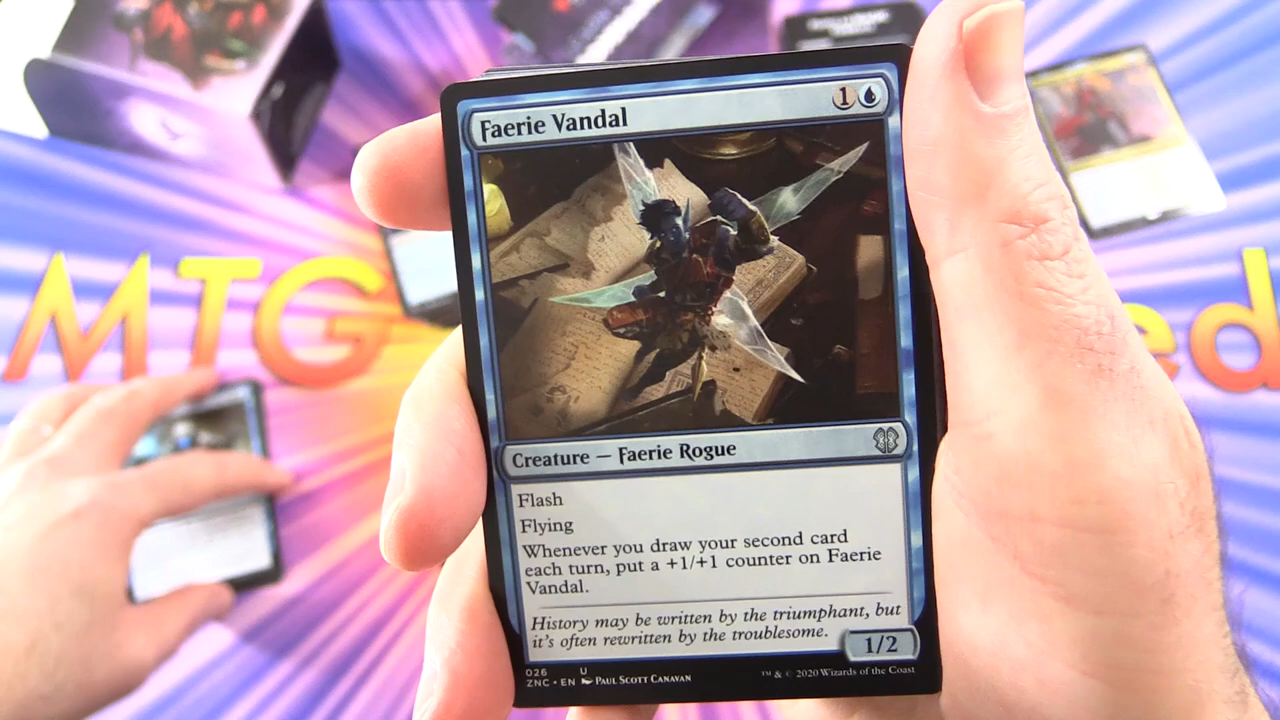 Faerie Vandal 1
MTG ed
Creature — Faerie Rogue
Flash
Flying
Whenever you draw your second card
each turn, put a +1/+1 counter on Faerie
Vandal.
History may be written by the triumphant, but
it's often rewritten by the troublesome.
1/2
026 U
ZNC • EN Paul Scott Canavan
™ & © 2020 Wizards of the Coast